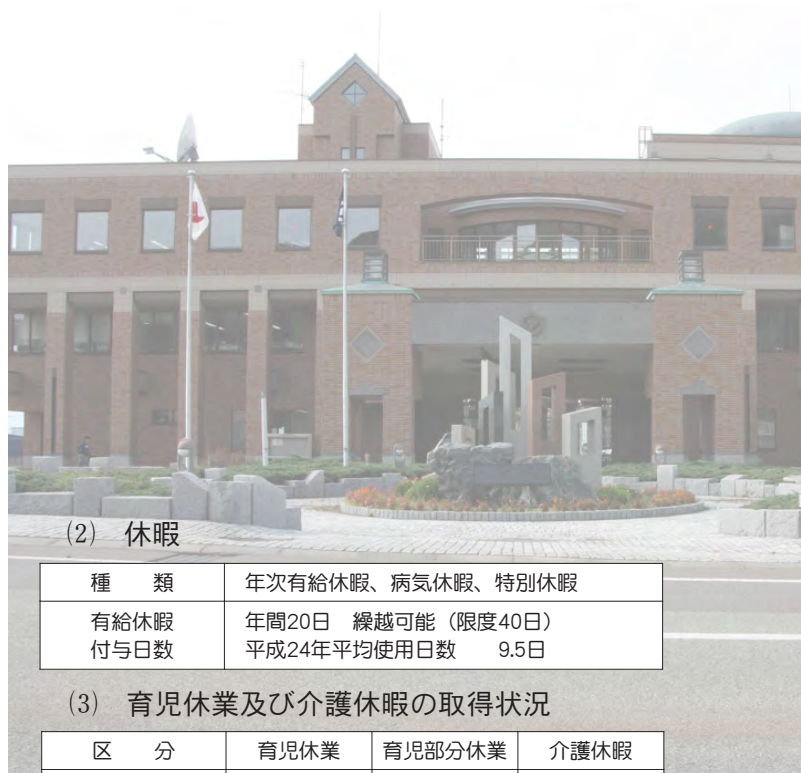 (2) 休暇
種 類 年次有給休暇、病気休暇、特別休暇
有給休暇 年間20日 繰越可能（限度40日）
付与日数 平成24年平均使用日数 9.5日
(3) 育児休業及び介護休暇の取得状況
区 分 育児休業 育児部分休業 介護休暇